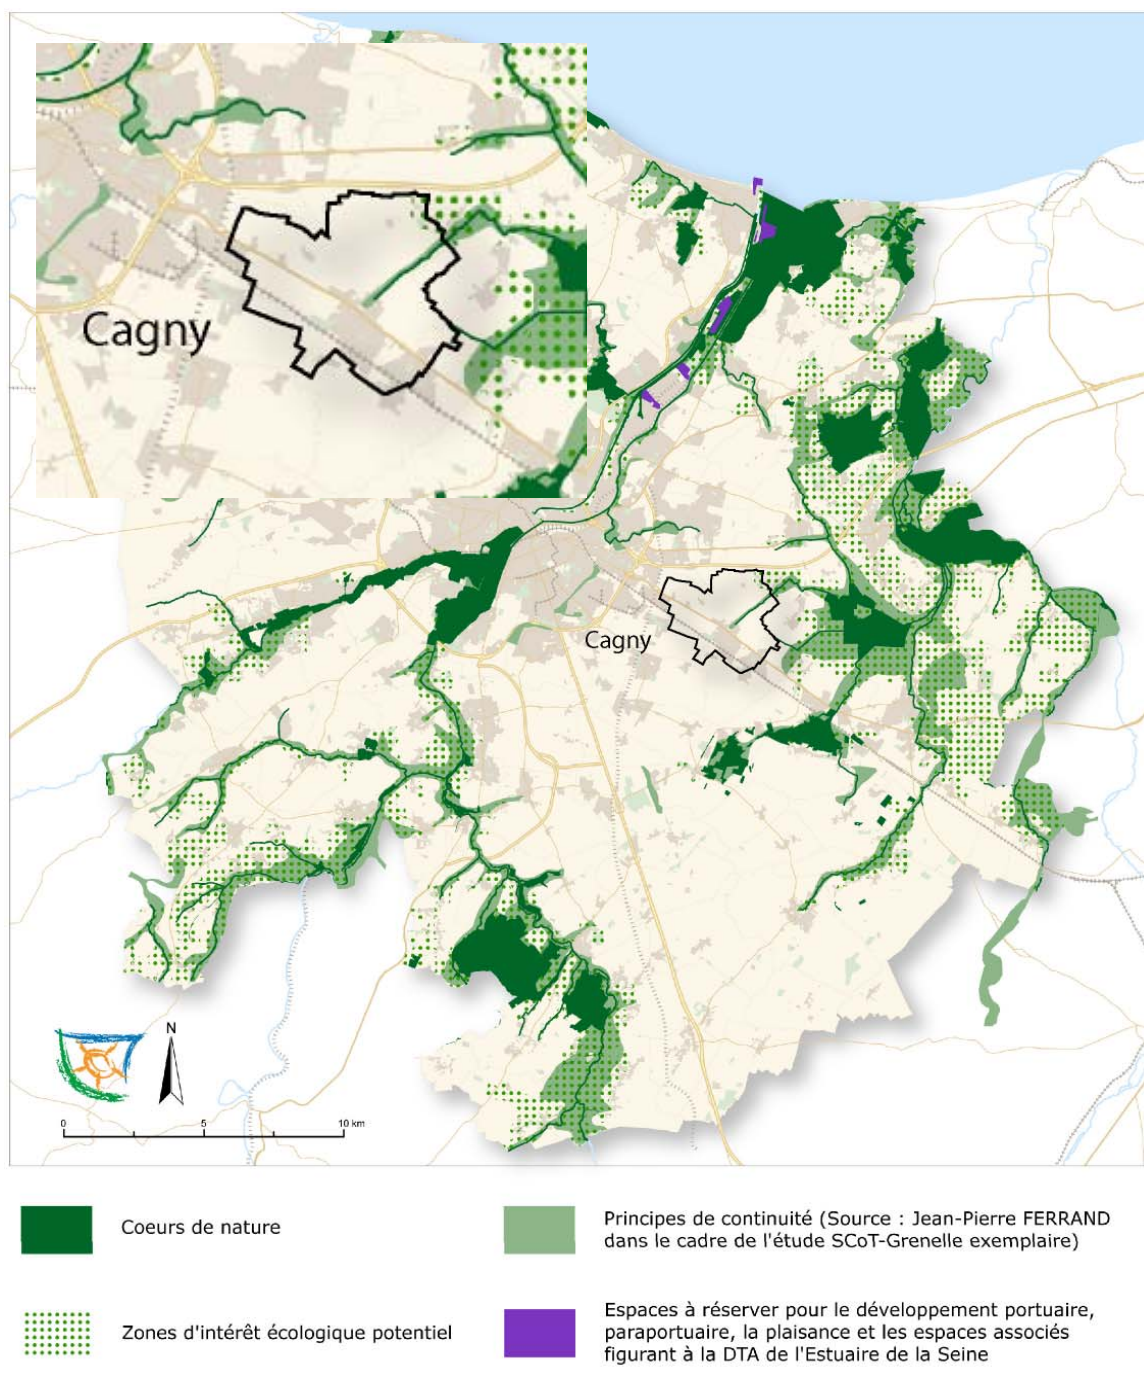 Cagny
Cagny
N
0 5 10 km
Coeurs de nature
Principes de continuité (Source : Jean-Pierre FERRAND
dans le cadre de l'étude SCoT-Grenelle exemplaire)
Zones d'intérêt écologique potentiel
Espaces à réserver pour le développement portuaire,
paraportuaire, la plaisance et les espaces associés
figurant à la DTA de l'Estuaire de la Seine